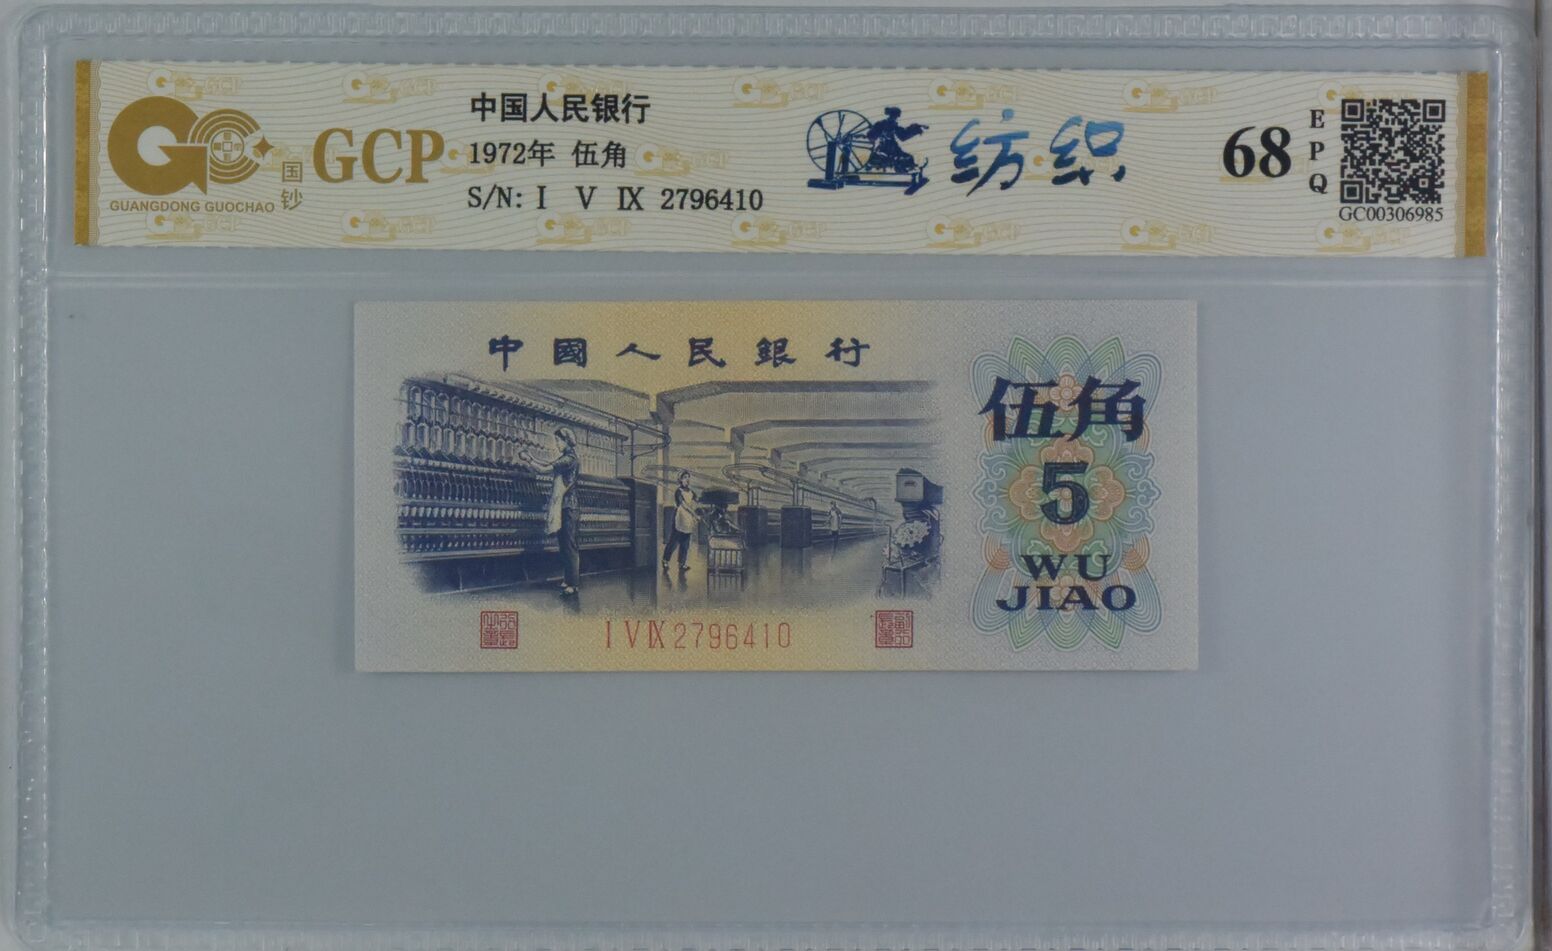 中国人民银行
1972年 伍角
S/N: I V IX 2796410
GCP
国钞
GUANGDONG GUOCHAO
纺织
68
EPQ
GC00306985
中國人民銀行
伍角
5
WU
JIAO
I V IX 2796410